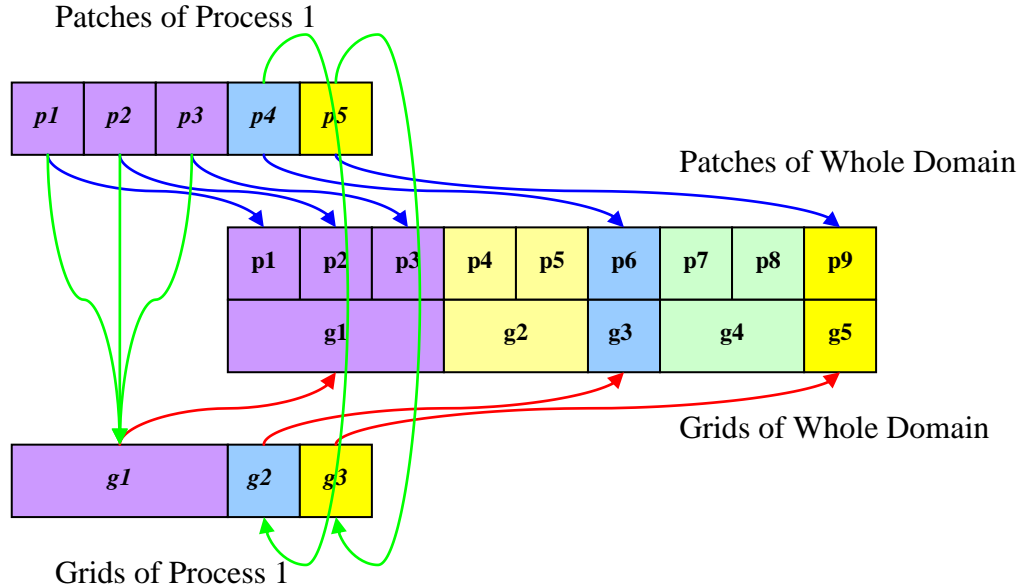 Patches of Process 1
p1 p2 p3 p4 p5
Patches of Whole Domain
p1 p2 p3 p4 p5 p6 p7 p8 p9
g1 g2 g3 g4 g5
Grids of Whole Domain
g1 g2 g3
Grids of Process 1